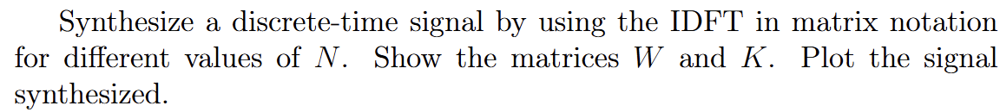 Synthesize a discrete-time signal by using the IDFT in matrix notation
for different values of N. Show the matrices W and K. Plot the signal
synthesized.